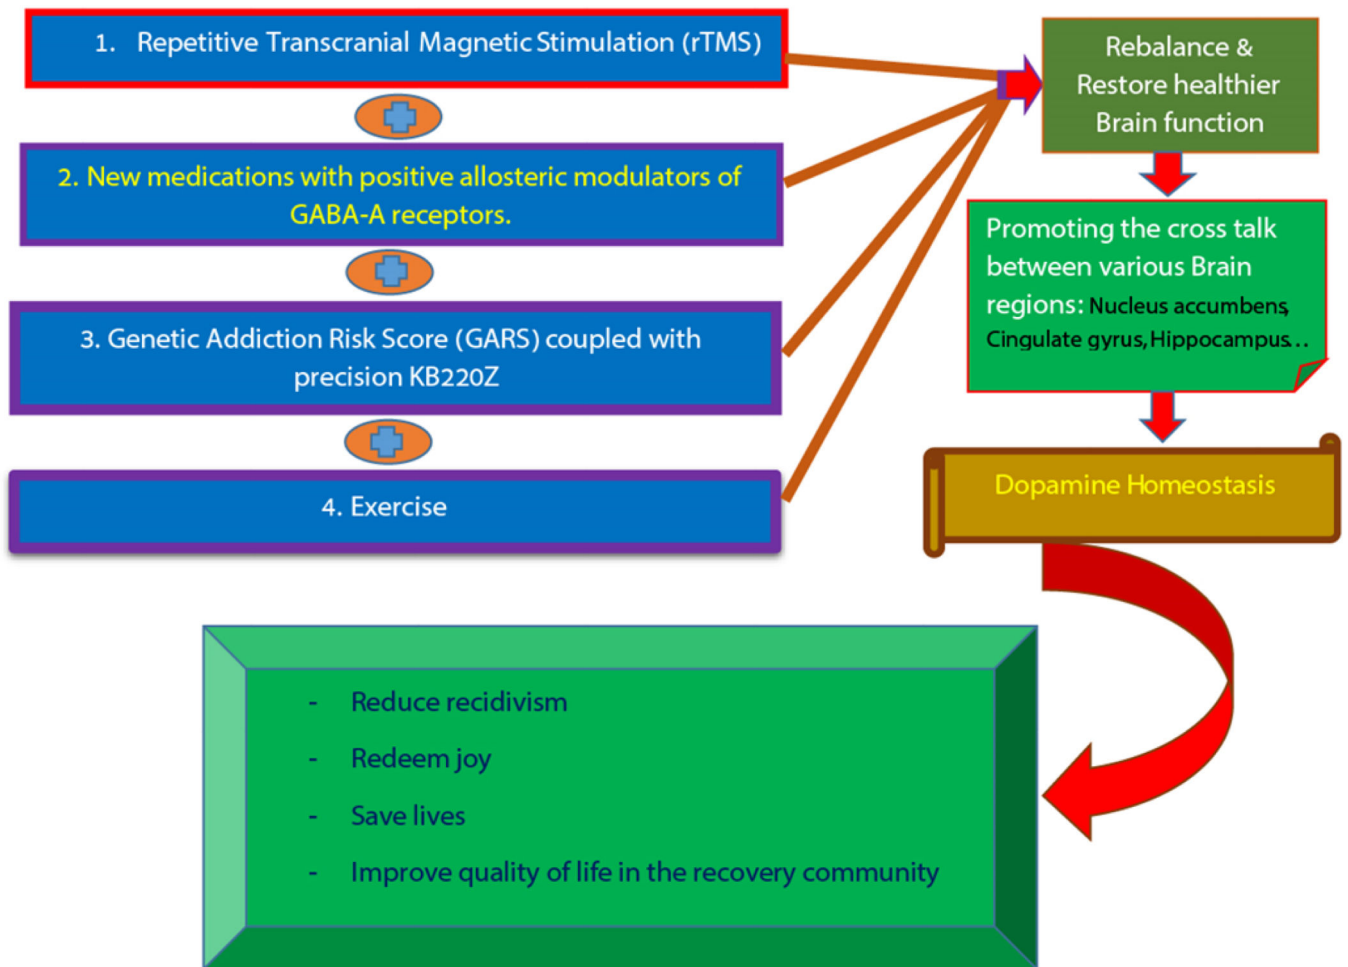 1. Repetitive Transcranial Magnetic Stimulation (rTMS)
2. New medications with positive allosteric modulators of
GABA-A receptors.
3. Genetic Addiction Risk Score (GARS) coupled with
precision KB220Z
4. Exercise
Rebalance &
Restore healthier
Brain function
Promoting the cross talk
between various Brain
regions: Nucleus accumbens,
Cingulate gyrus, Hippocampus...
Dopamine Homeostasis
- Reduce recidivism
- Redeem joy
- Save lives
- Improve quality of life in the recovery community